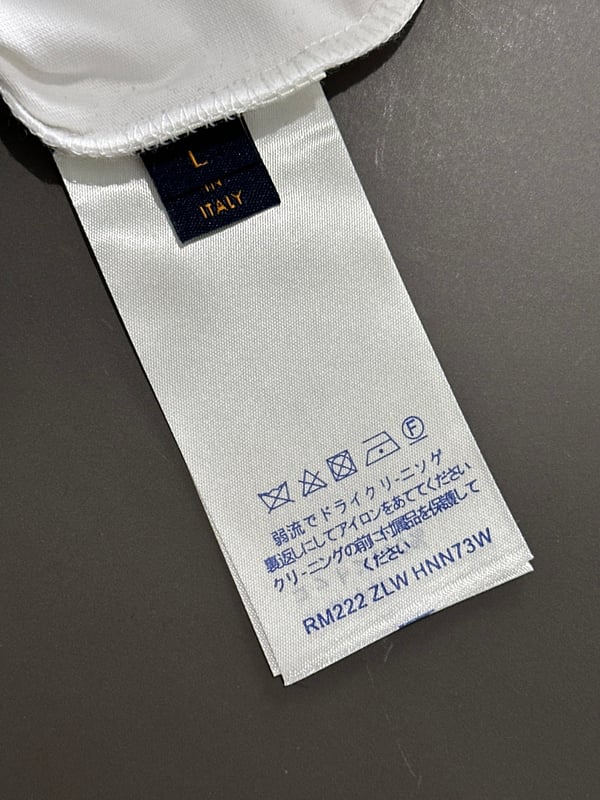 L
IN
ITALY
F
弱流でドライクリーニング
裏返しにしてアイロンをあててください
クリーニングの前に付属品を保護して
ください
RM222 ZLW HNN73W